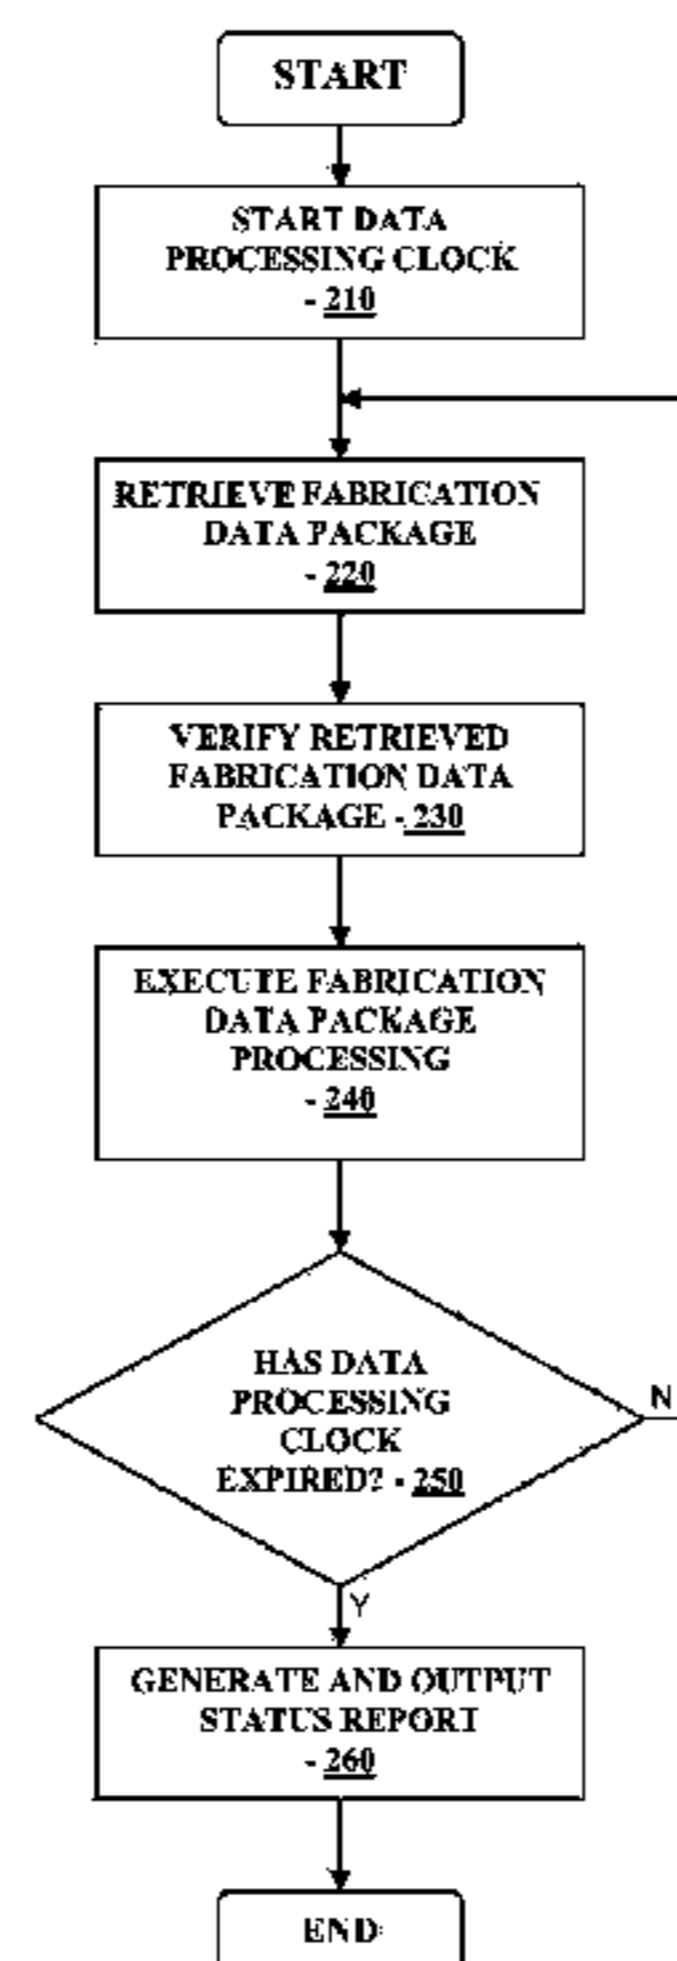 START
START DATA
PROCESSING CLOCK
- 210
RETRIEVE FABRICATION
DATA PACKAGE
- 220
VERIFY RETRIEVED
FABRICATION DATA
PACKAGE - 230
EXECUTE FABRICATION
DATA PACKAGE
PROCESSING
- 240
HAS DATA
PROCESSING
CLOCK
EXPIRED? - 250
N
Y
GENERATE AND OUTPUT
STATUS REPORT
- 260
END